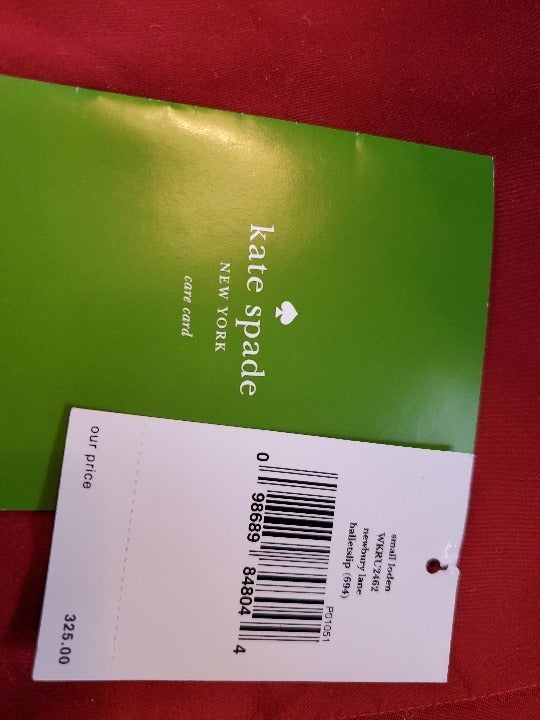 kate spade
NEW YORK
care card
small loden
WKRU2462
newbury lane
balletslip (694)
P01051
0 98689 84804 4
our price
325.00